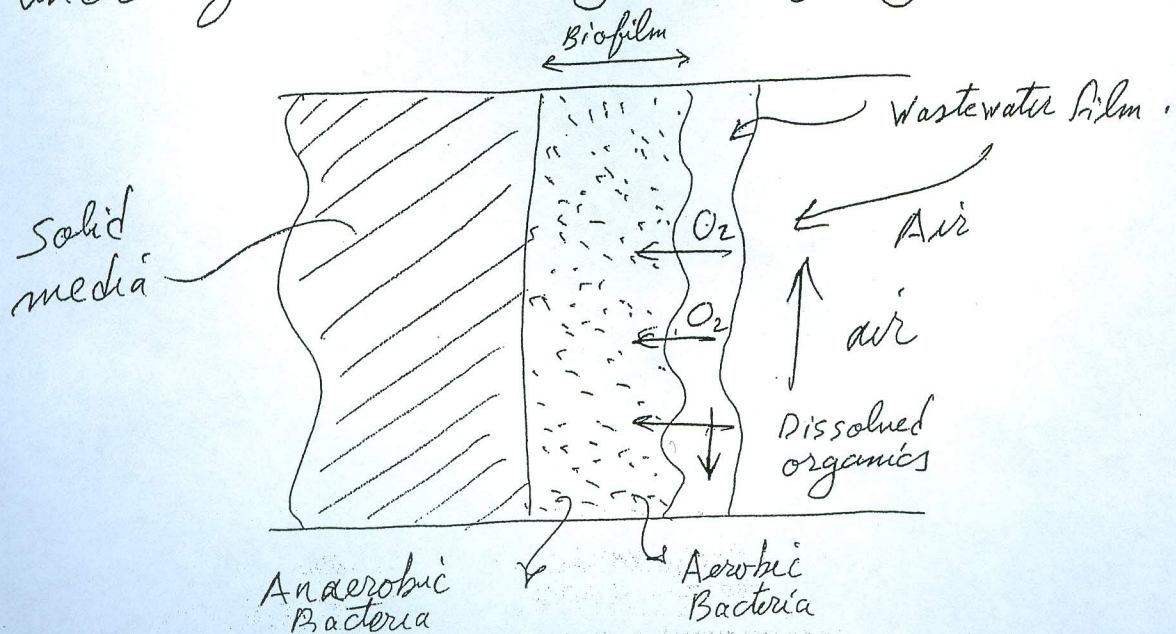 Biofilm
Wastewater film.
Solid
media
O2
Air
O2
air
Dissolved
organics
Anaerobic
Bacteria
Aerobic
Bacteria